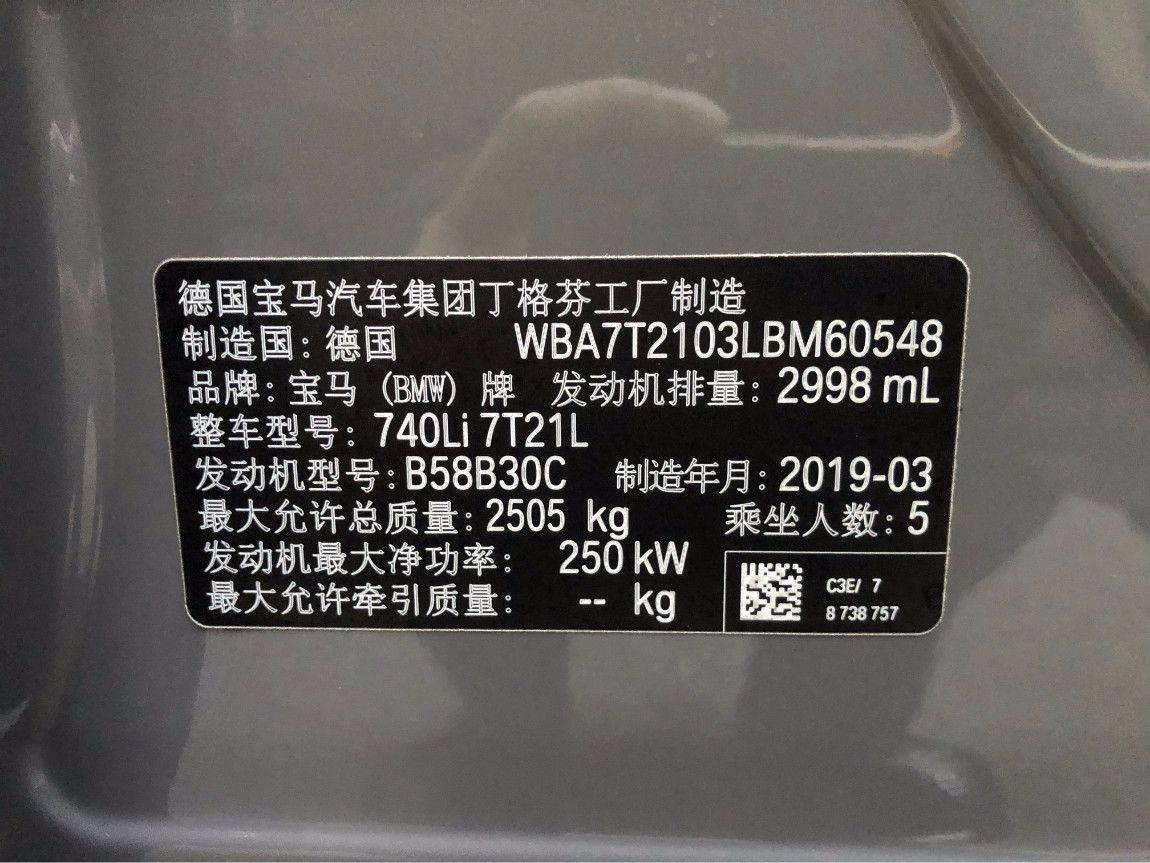 德国宝马汽车集团丁格芬工厂制造
制造国：德国 WBA7T2103LBM60548
品牌：宝马 (BMW) 牌 发动机排量：2998 mL
整车型号：740Li 7T21L
发动机型号：B58B30C 制造年月：2019-03
最大允许总质量：2505 kg 乘坐人数：5
发动机最大净功率： 250 kW
最大允许牵引质量： -- kg
C3E/ 7
8 738 757